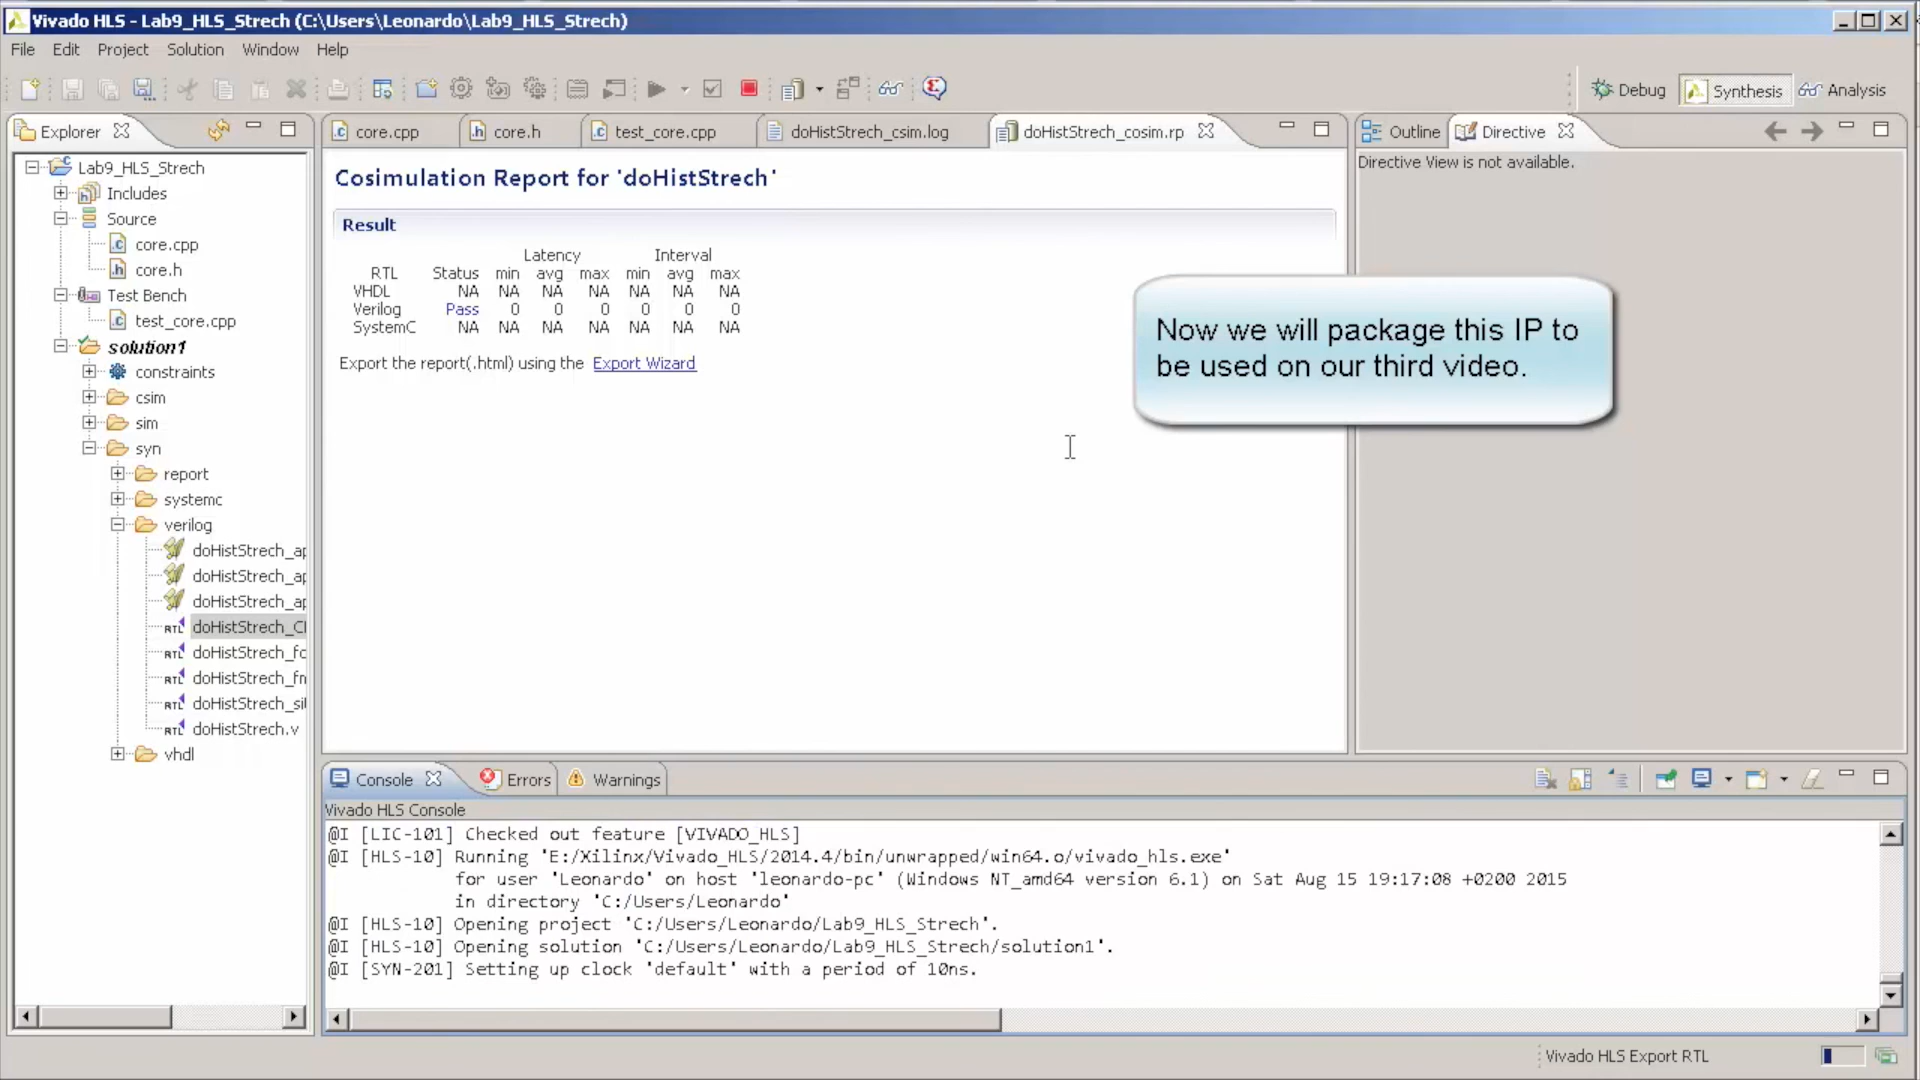 Vivado HLS - Lab9_HLS_Strech (C:\Users\Leonardo\Lab9_HLS_Strech)
File Edit Project Solution Window Help
Debug Synthesis Analysis
Explorer
Lab9_HLS_Strech
Includes
Source
core.cpp
core.h
Test Bench
test_core.cpp
solution1
constraints
csim
sim
syn
report
systemc
verilog
doHistStrech_ap
doHistStrech_ap
doHistStrech_ap
doHistStrech_Cl
doHistStrech_fc
doHistStrech_fm
doHistStrech_sit
doHistStrech.v
vhdl
core.cpp core.h test_core.cpp doHistStrech_csim.log doHistStrech_cosim.rp
Cosimulation Report for 'doHistStrech'
Result
Latency Interval
RTL Status min avg max min avg max
VHDL NA NA NA NA NA NA NA
Verilog Pass 0 0 0 0 0 0
SystemC NA NA NA NA NA NA NA
Export the report(.html) using the Export Wizard
Outline Directive
Directive View is not available.
Now we will package this IP to
be used on our third video.
Console Errors Warnings
Vivado HLS Console
@I [LIC-101] Checked out feature [VIVADO_HLS]
@I [HLS-10] Running 'E:/Xilinx/Vivado_HLS/2014.4/bin/unwrapped/win64.o/vivado_hls.exe'
for user 'Leonardo' on host 'leonardo-pc' (Windows NT_amd64 version 6.1) on Sat Aug 15 19:17:08 +0200 2015
in directory 'C:/Users/Leonardo'
@I [HLS-10] Opening project 'C:/Users/Leonardo/Lab9_HLS_Strech'.
@I [HLS-10] Opening solution 'C:/Users/Leonardo/Lab9_HLS_Strech/solution1'.
@I [SYN-201] Setting up clock 'default' with a period of 10ns.
Vivado HLS Export RTL